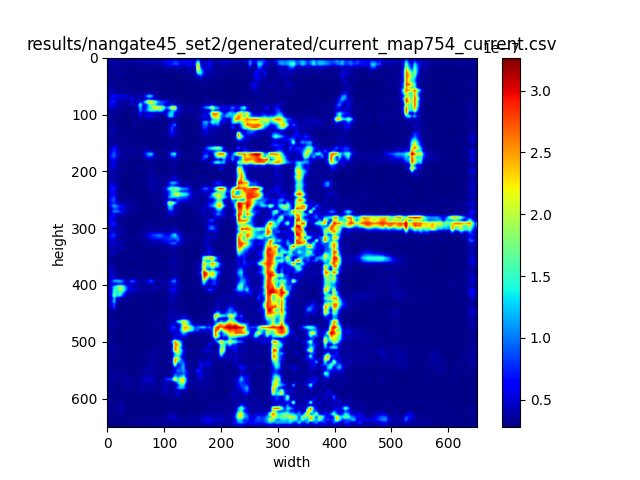 results/nangate45_set2/generated/current_map754_current.csv
1e−7
0
100
200
300
400
500
600
height
0 100 200 300 400 500 600
width
3.0
2.5
2.0
1.5
1.0
0.5